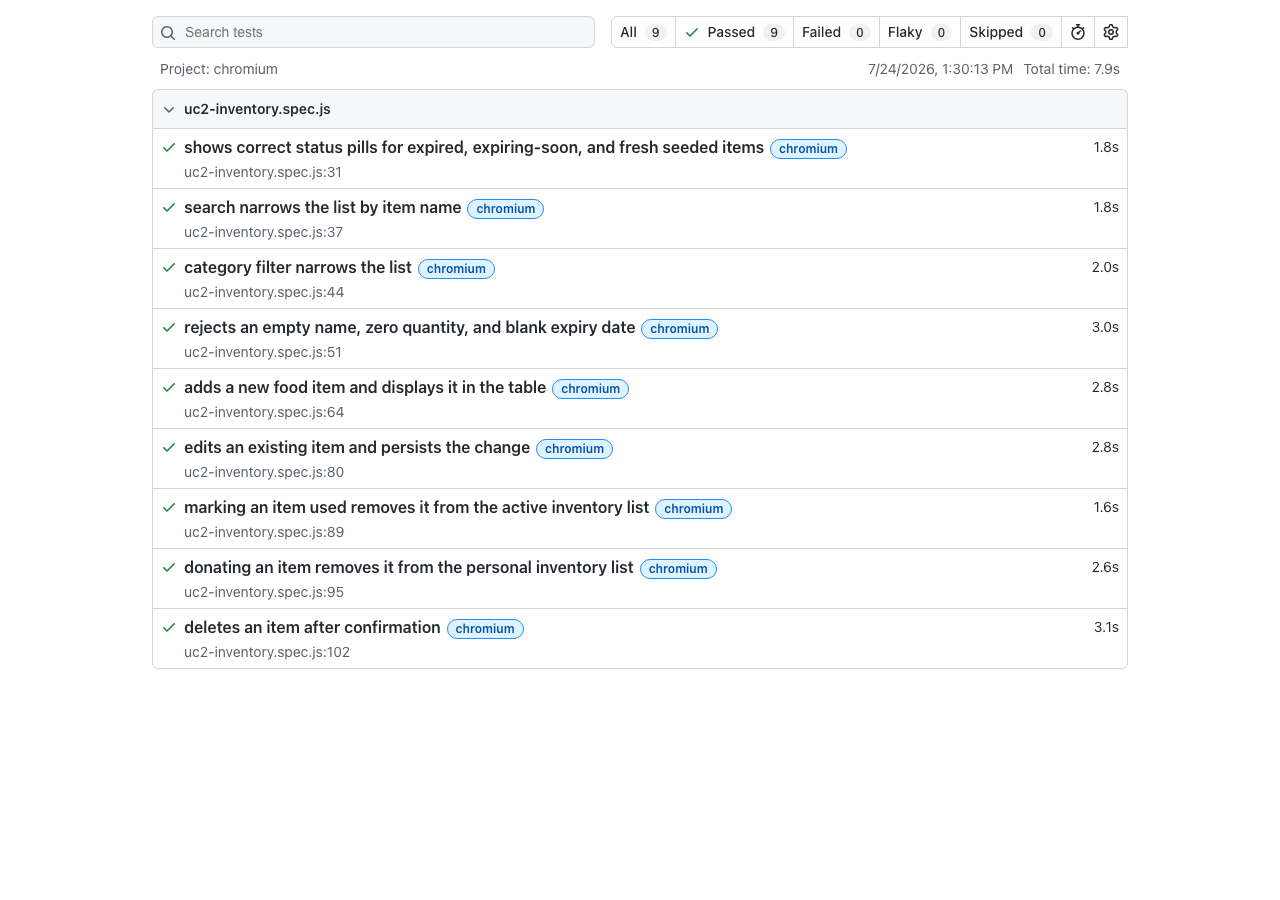 Search tests
All 9 Passed 9 Failed 0 Flaky 0 Skipped 0
Project: chromium 7/24/2026, 1:30:13 PM Total time: 7.9s
uc2-inventory.spec.js
shows correct status pills for expired, expiring-soon, and fresh seeded items chromium 1.8s
uc2-inventory.spec.js:31
search narrows the list by item name chromium 1.8s
uc2-inventory.spec.js:37
category filter narrows the list chromium 2.0s
uc2-inventory.spec.js:44
rejects an empty name, zero quantity, and blank expiry date chromium 3.0s
uc2-inventory.spec.js:51
adds a new food item and displays it in the table chromium 2.8s
uc2-inventory.spec.js:64
edits an existing item and persists the change chromium 2.8s
uc2-inventory.spec.js:80
marking an item used removes it from the active inventory list chromium 1.6s
uc2-inventory.spec.js:89
donating an item removes it from the personal inventory list chromium 2.6s
uc2-inventory.spec.js:95
deletes an item after confirmation chromium 3.1s
uc2-inventory.spec.js:102